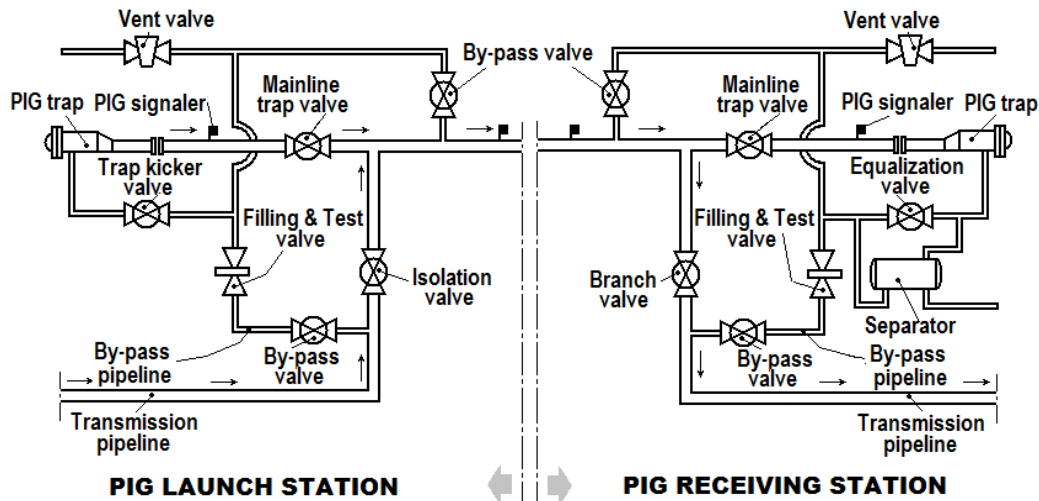 Vent valve
Vent valve
By-pass valve
Mainline
trap valve
Mainline
trap valve
PIG trap
PIG signaler
PIG signaler
PIG trap
Trap kicker
valve
Equalization
valve
Filling & Test
valve
Filling & Test
valve
Isolation
valve
Branch
valve
Separator
By-pass
pipeline
By-pass
valve
By-pass
valve
By-pass
pipeline
Transmission
pipeline
Transmission
pipeline
PIG LAUNCH STATION
PIG RECEIVING STATION